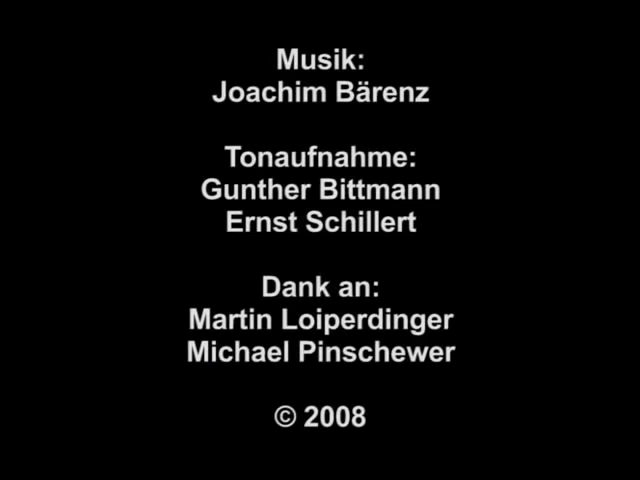 Musik:
Joachim Bärenz
Tonaufnahme:
Gunther Bittmann
Ernst Schillert
Dank an:
Martin Loiperdinger
Michael Pinschewer
© 2008